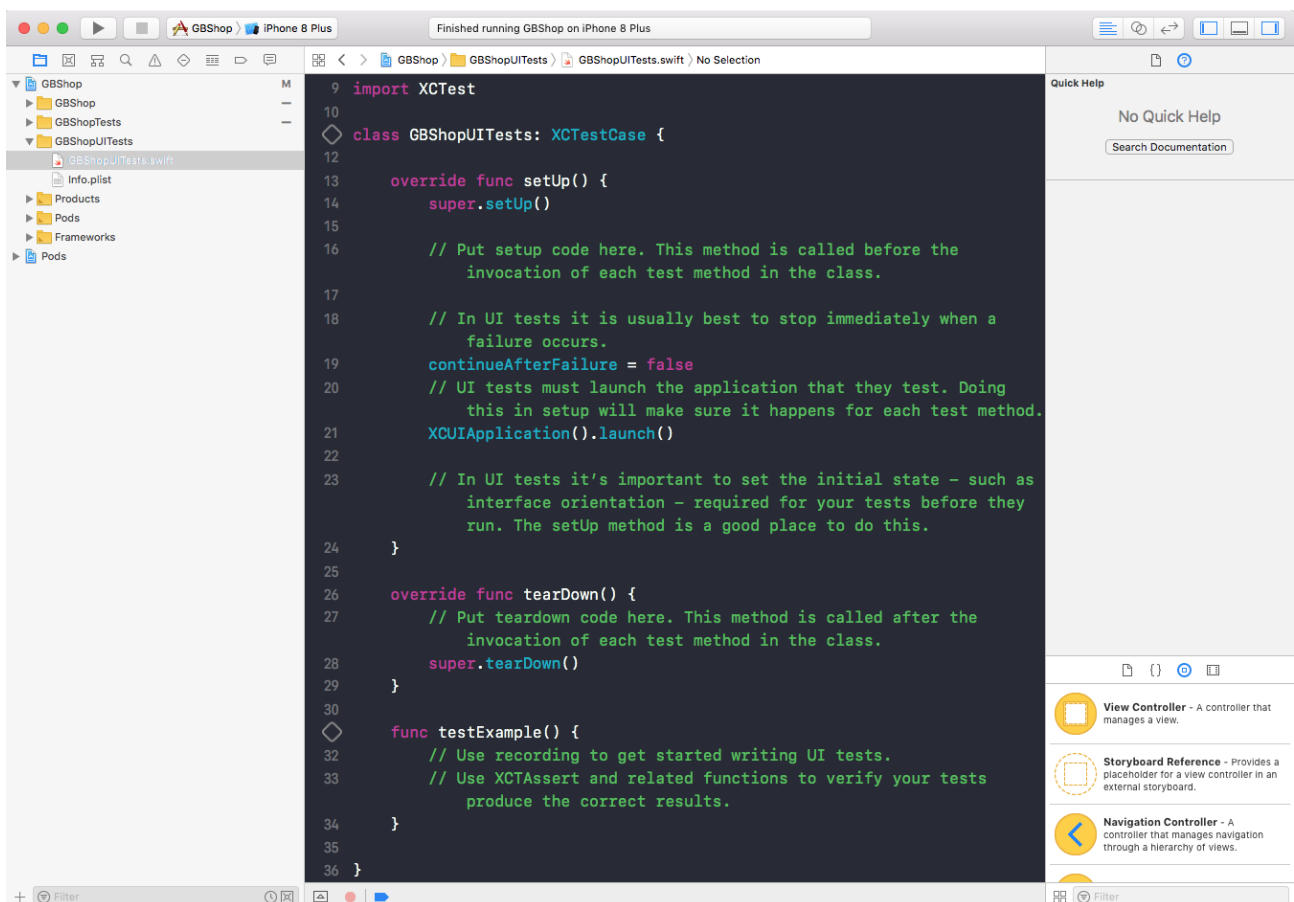 GBShop
iPhone 8 Plus
Finished running GBShop on iPhone 8 Plus
GBShop
GBShopUITests
GBShopUITests.swift
No Selection
GBShop M
GBShop
GBShopTests
GBShopUITests
GBShopUITests.swift
Info.plist
Products
Pods
Frameworks
Pods
Filter
9 import XCTest
10
class GBShopUITests: XCTestCase {
12
13 override func setUp() {
14 super.setUp()
15
16 // Put setup code here. This method is called before the
invocation of each test method in the class.
17
18 // In UI tests it is usually best to stop immediately when a
failure occurs.
19 continueAfterFailure = false
20 // UI tests must launch the application that they test. Doing
this in setup will make sure it happens for each test method.
21 XCUIApplication().launch()
22
23 // In UI tests it’s important to set the initial state – such as
interface orientation – required for your tests before they
run. The setUp method is a good place to do this.
24 }
25
26 override func tearDown() {
27 // Put teardown code here. This method is called after the
invocation of each test method in the class.
28 super.tearDown()
29 }
30
func testExample() {
32 // Use recording to get started writing UI tests.
33 // Use XCTAssert and related functions to verify your tests
produce the correct results.
34 }
35
36 }
Quick Help
No Quick Help
Search Documentation
{}
View Controller - A controller that
manages a view.
Storyboard Reference - Provides a
placeholder for a view controller in an
external storyboard.
Navigation Controller - A
controller that manages navigation
through a hierarchy of views.
Filter